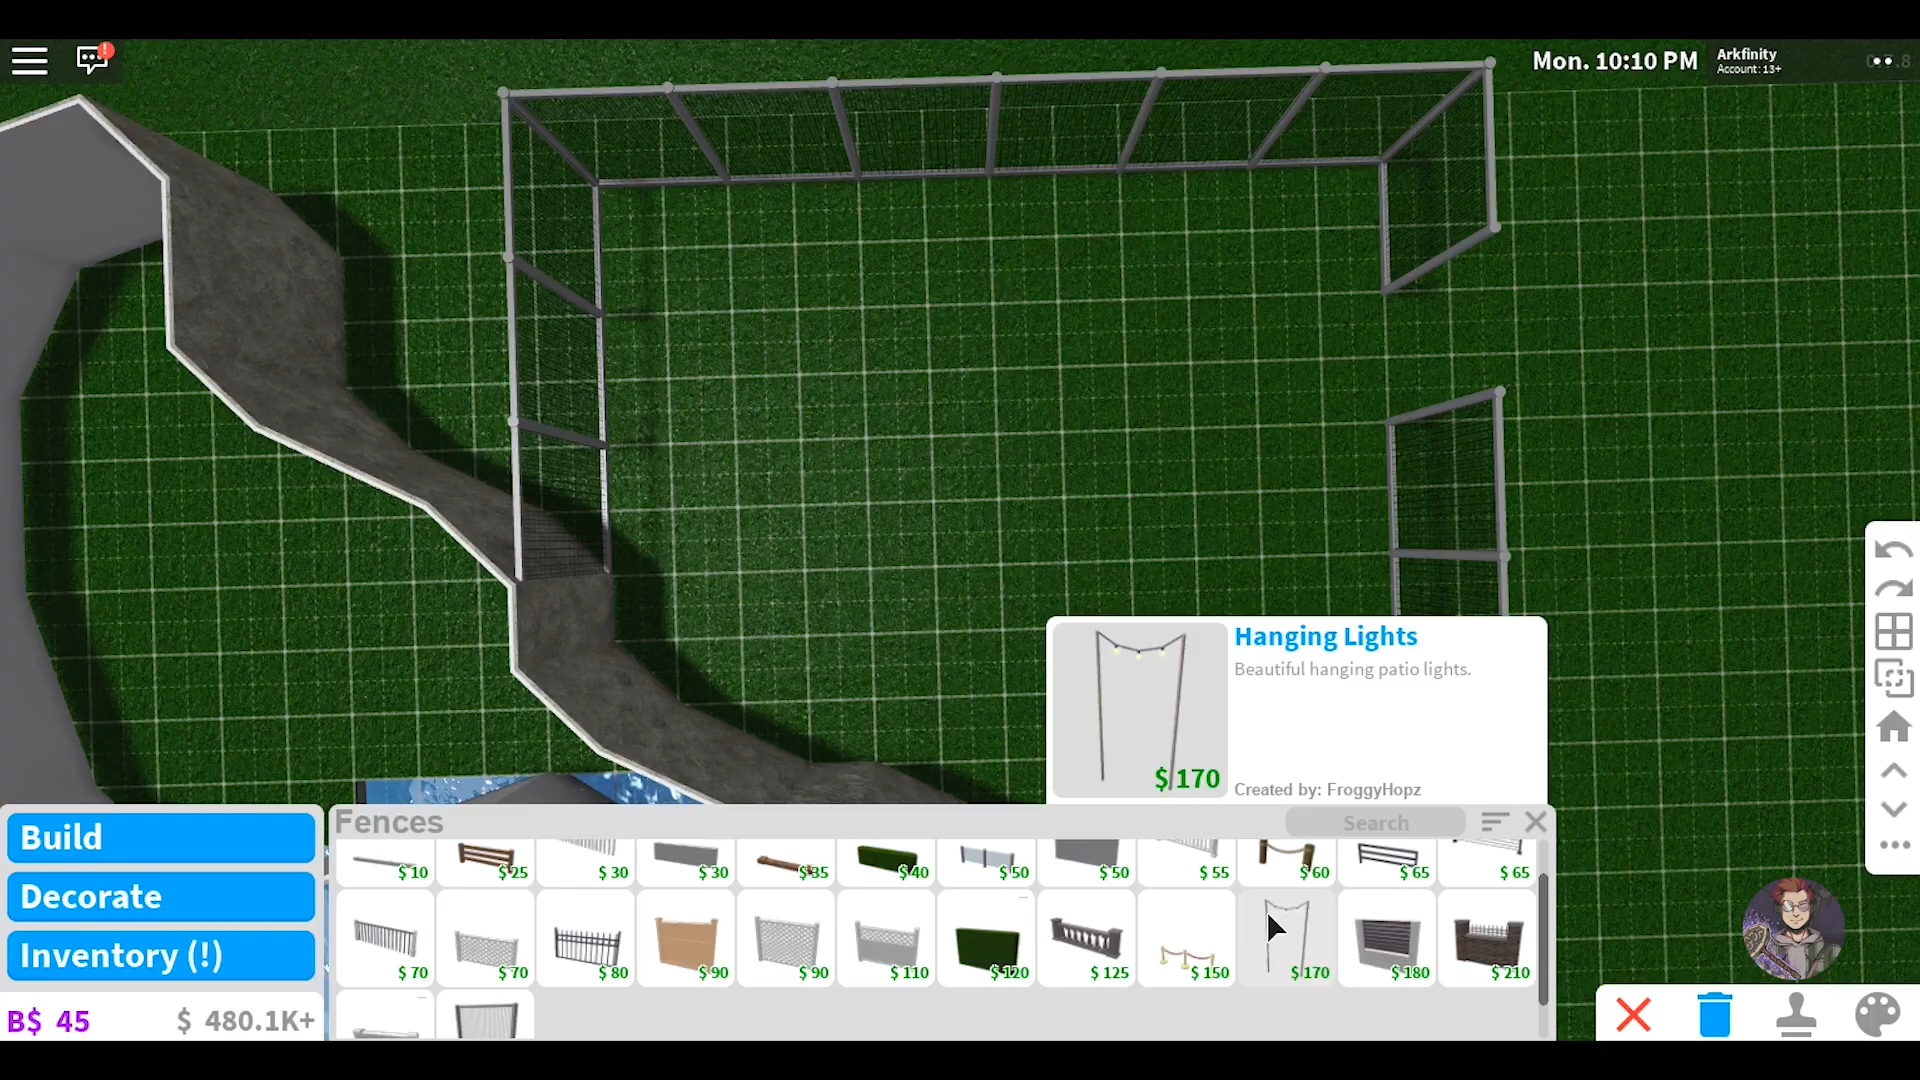 Mon. 10:10 PM
Arkfinity
Account: 13+
Hanging Lights
Beautiful hanging patio lights.
$ 170
Created by: FroggyHopz
Build
Decorate
Inventory (!)
B$ 45
$ 480.1K+
Fences
Search
$ 10
$ 25
$ 30
$ 30
$ 35
$ 40
$ 50
$ 50
$ 55
$ 60
$ 65
$ 65
$ 70
$ 70
$ 80
$ 90
$ 90
$ 110
$ 120
$ 125
$ 150
$ 170
$ 180
$ 210